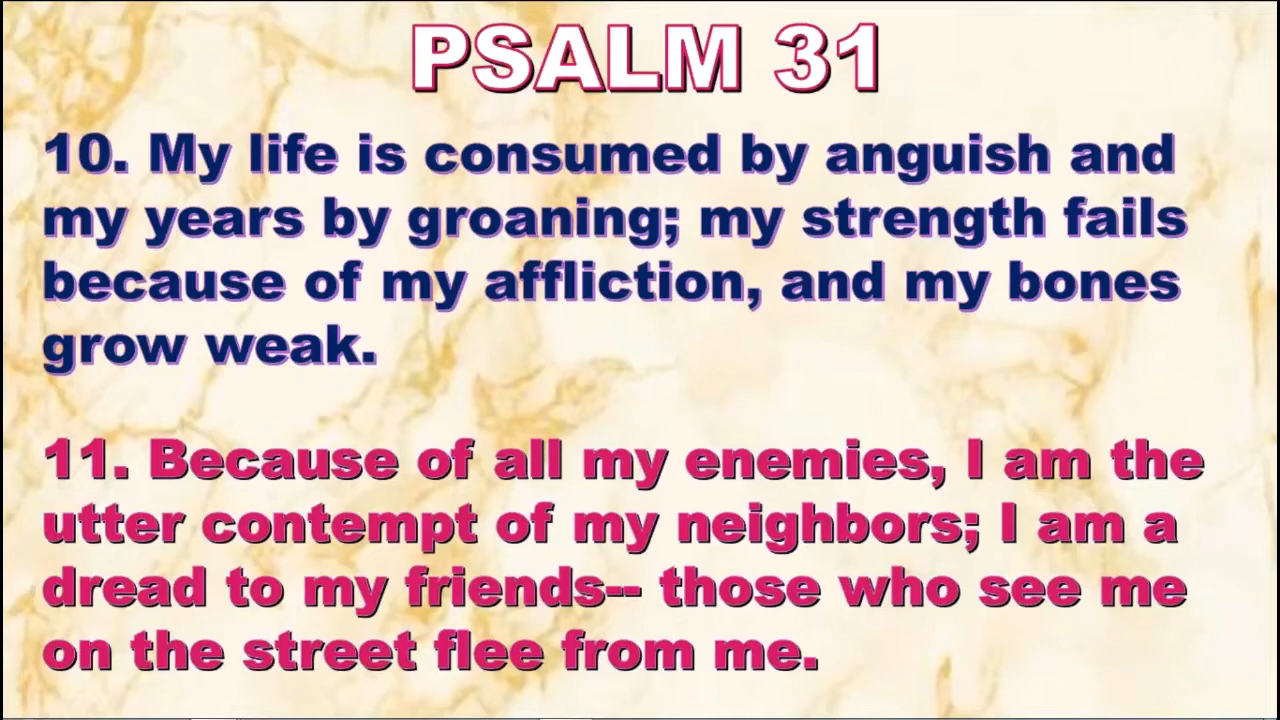 PSALM 31
10. My life is consumed by anguish and
my years by groaning; my strength fails
because of my affliction, and my bones
grow weak.
11. Because of all my enemies, I am the
utter contempt of my neighbors; I am a
dread to my friends-- those who see me
on the street flee from me.